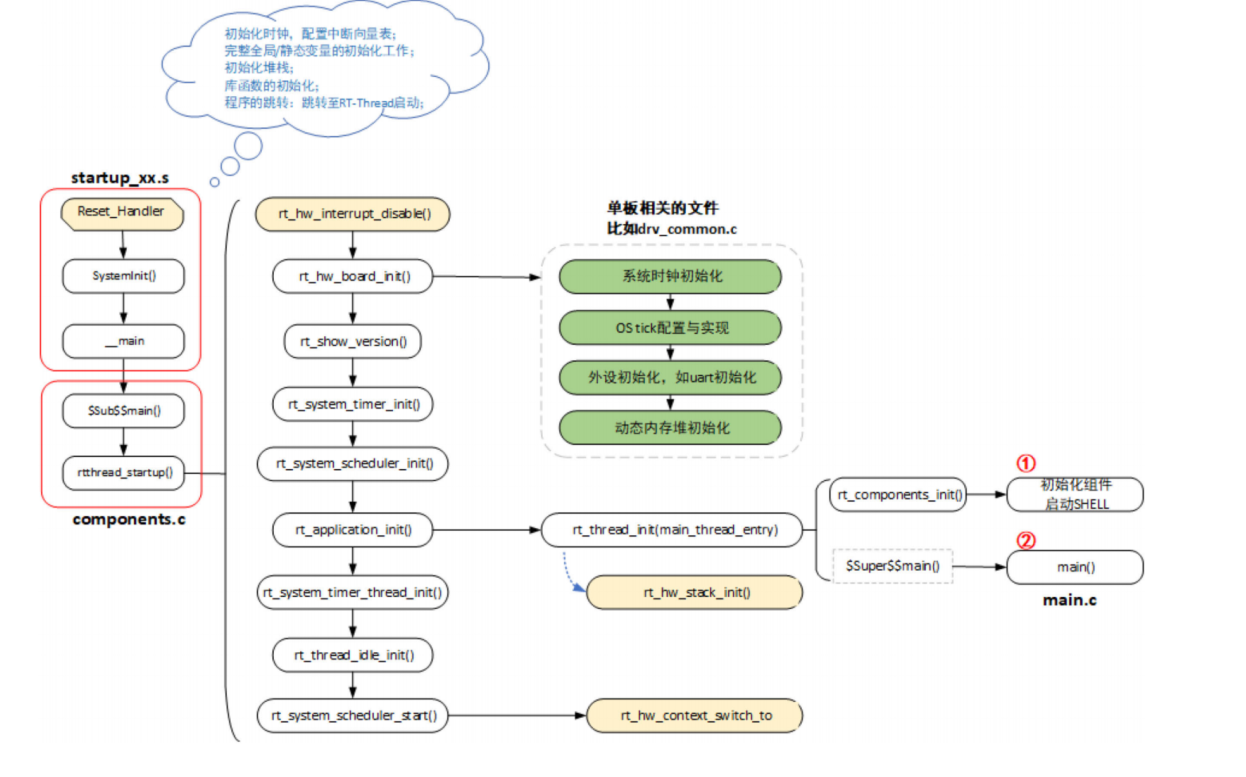 初始化时钟，配置中断向量表；
完整全局/静态变量的初始化工作；
初始化堆栈；
库函数的初始化；
程序的跳转：跳转至RT-Thread启动；
startup_xx.s
Reset_Handler
SystemInit()
__main
$Sub$$main()
rtthread_startup()
components.c
rt_hw_interrupt_disable()
rt_hw_board_init()
rt_show_version()
rt_system_timer_init()
rt_system_scheduler_init()
rt_application_init()
rt_system_timer_thread_init()
rt_thread_idle_init()
rt_system_scheduler_start()
单板相关的文件
比如drv_common.c
系统时钟初始化
OS tick配置与实现
外设初始化，如uart初始化
动态内存堆初始化
rt_thread_init(main_thread_entry)
rt_hw_stack_init()
rt_hw_context_switch_to
rt_components_init()
①
初始化组件
启动SHELL
$Super$$main()
②
main()
main.c